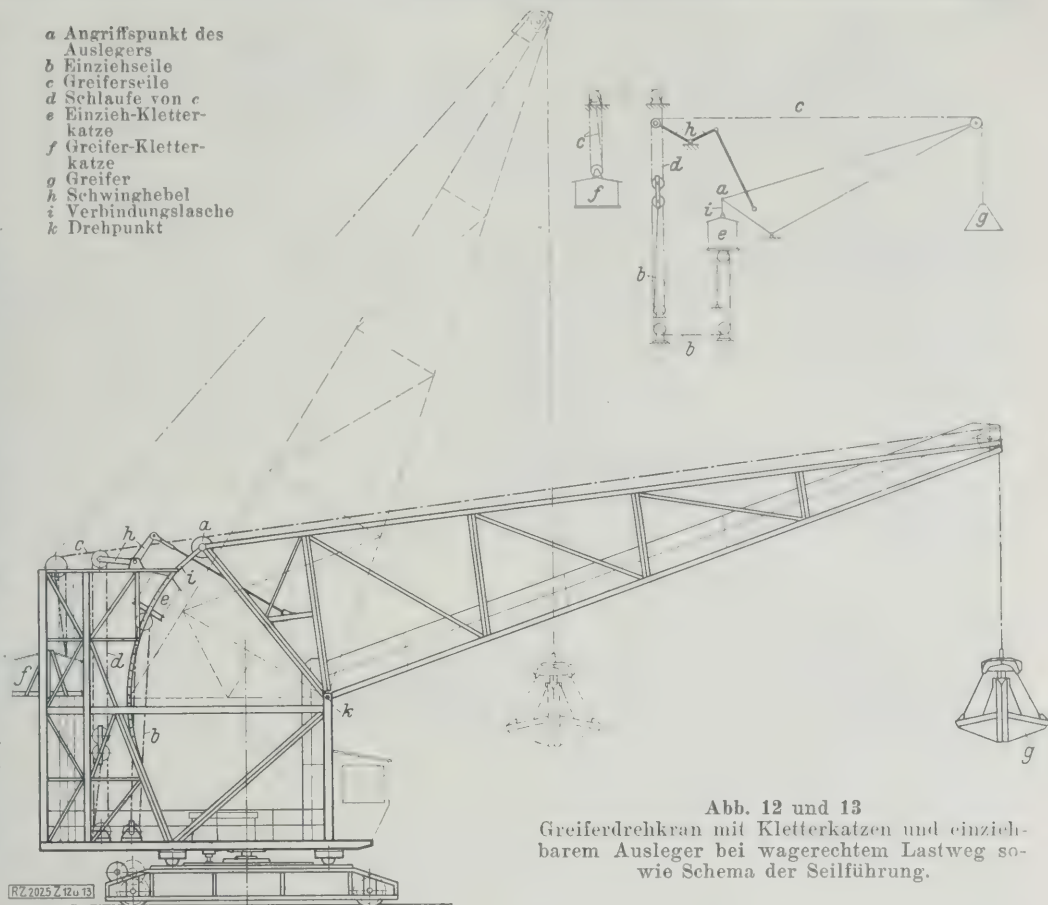 a Angriffspunkt des
Auslegers
b Einziehseile
c Greiferseile
d Schlaufe von c
e Einzieh-Kletter-
katze
f Greifer-Kletter-
katze
g Greifer
h Schwinghebel
i Verbindungslasche
k Drehpunkt
c
h
c
d
a
f
i
e
g
b
b
a
h
c
i
e
d
f
k
b
g
Abb. 12 und 13
Greiferdrehkran mit Kletterkatzen und einzieh-
barem Ausleger bei wagerechtem Lastweg so-
wie Schema der Seilführung.
RZ 2025 Z 12u 13